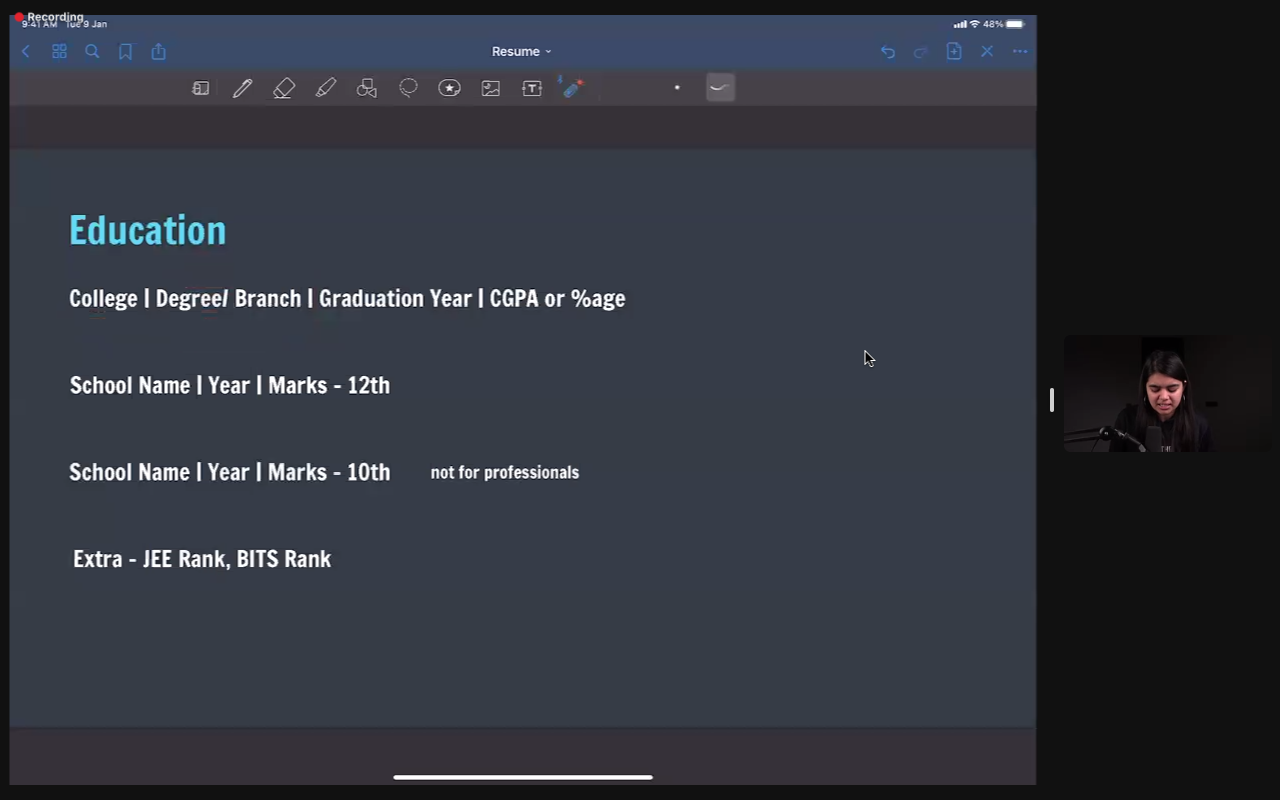 Recording
9:41 AM Tue 9 Jan
48%
Resume
T
Education
College | Degree/ Branch | Graduation Year | CGPA or %age
School Name | Year | Marks - 12th
School Name | Year | Marks - 10th not for professionals
Extra - JEE Rank, BITS Rank